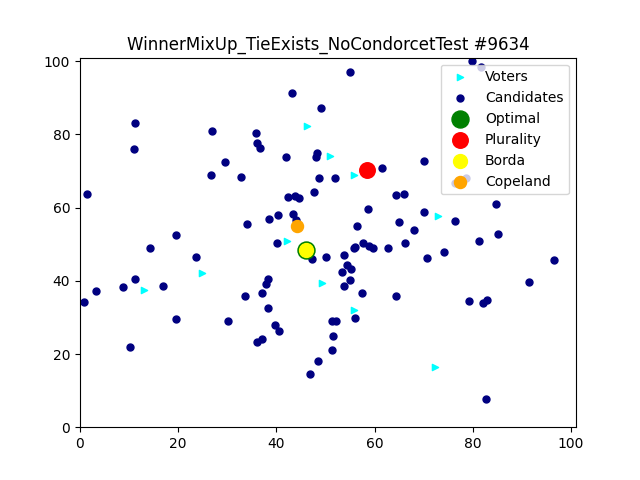 WinnerMixUp_TieExists_NoCondorcetTest #9634
100
80
60
40
20
0
0
20
40
60
80
100
Voters
Candidates
Optimal
Plurality
Borda
Copeland